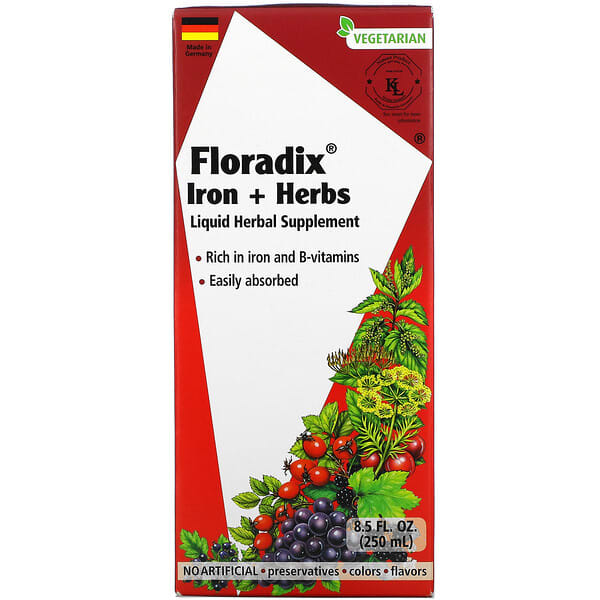 Made in
Germany
VEGETARIAN
KL
®
Floradix®
Iron + Herbs
Liquid Herbal Supplement
• Rich in iron and B-vitamins
• Easily absorbed
8.5 FL. OZ.
(250 mL)
NO ARTIFICIAL • preservatives • colors • flavors